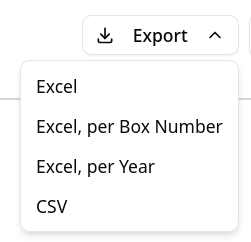 Export
Excel
Excel, per Box Number
Excel, per Year
CSV